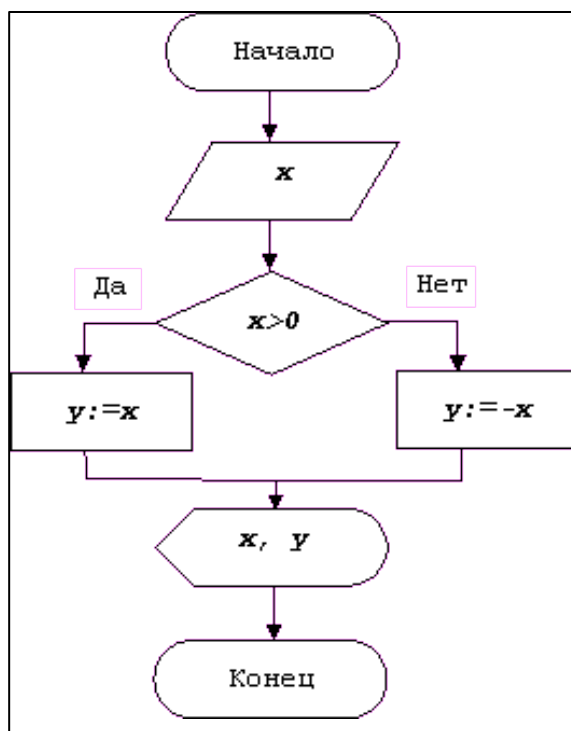 Начало
x
Да
Нет
x>0
y:=x
y:=-x
x, y
Конец